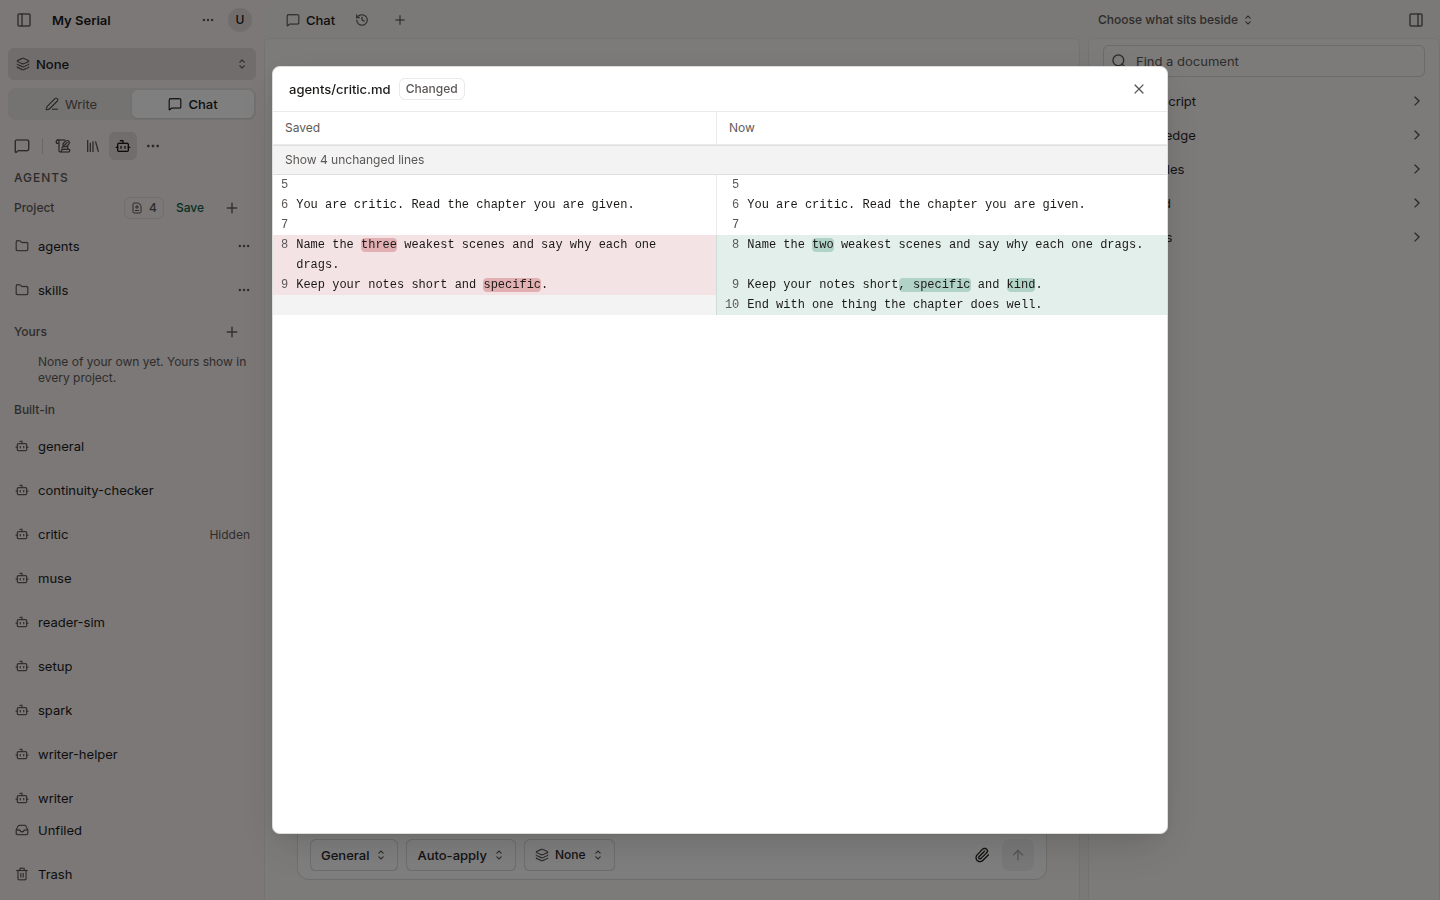 My Serial
U
Chat
Choose what sits beside
None
Find a document
Write
Chat
agents/critic.md
Changed
Saved
Now
Show 4 unchanged lines
5
6 You are critic. Read the chapter you are given.
7
8 Name the three weakest scenes and say why each one
drags.
9 Keep your notes short and specific.
5
6 You are critic. Read the chapter you are given.
7
8 Name the two weakest scenes and say why each one drags.
9 Keep your notes short, specific and kind.
10 End with one thing the chapter does well.
AGENTS
Project
4
Save
agents
skills
Yours
None of your own yet. Yours show in
every project.
Built-in
general
continuity-checker
critic
Hidden
muse
reader-sim
setup
spark
writer-helper
writer
Unfiled
Trash
General
Auto-apply
None